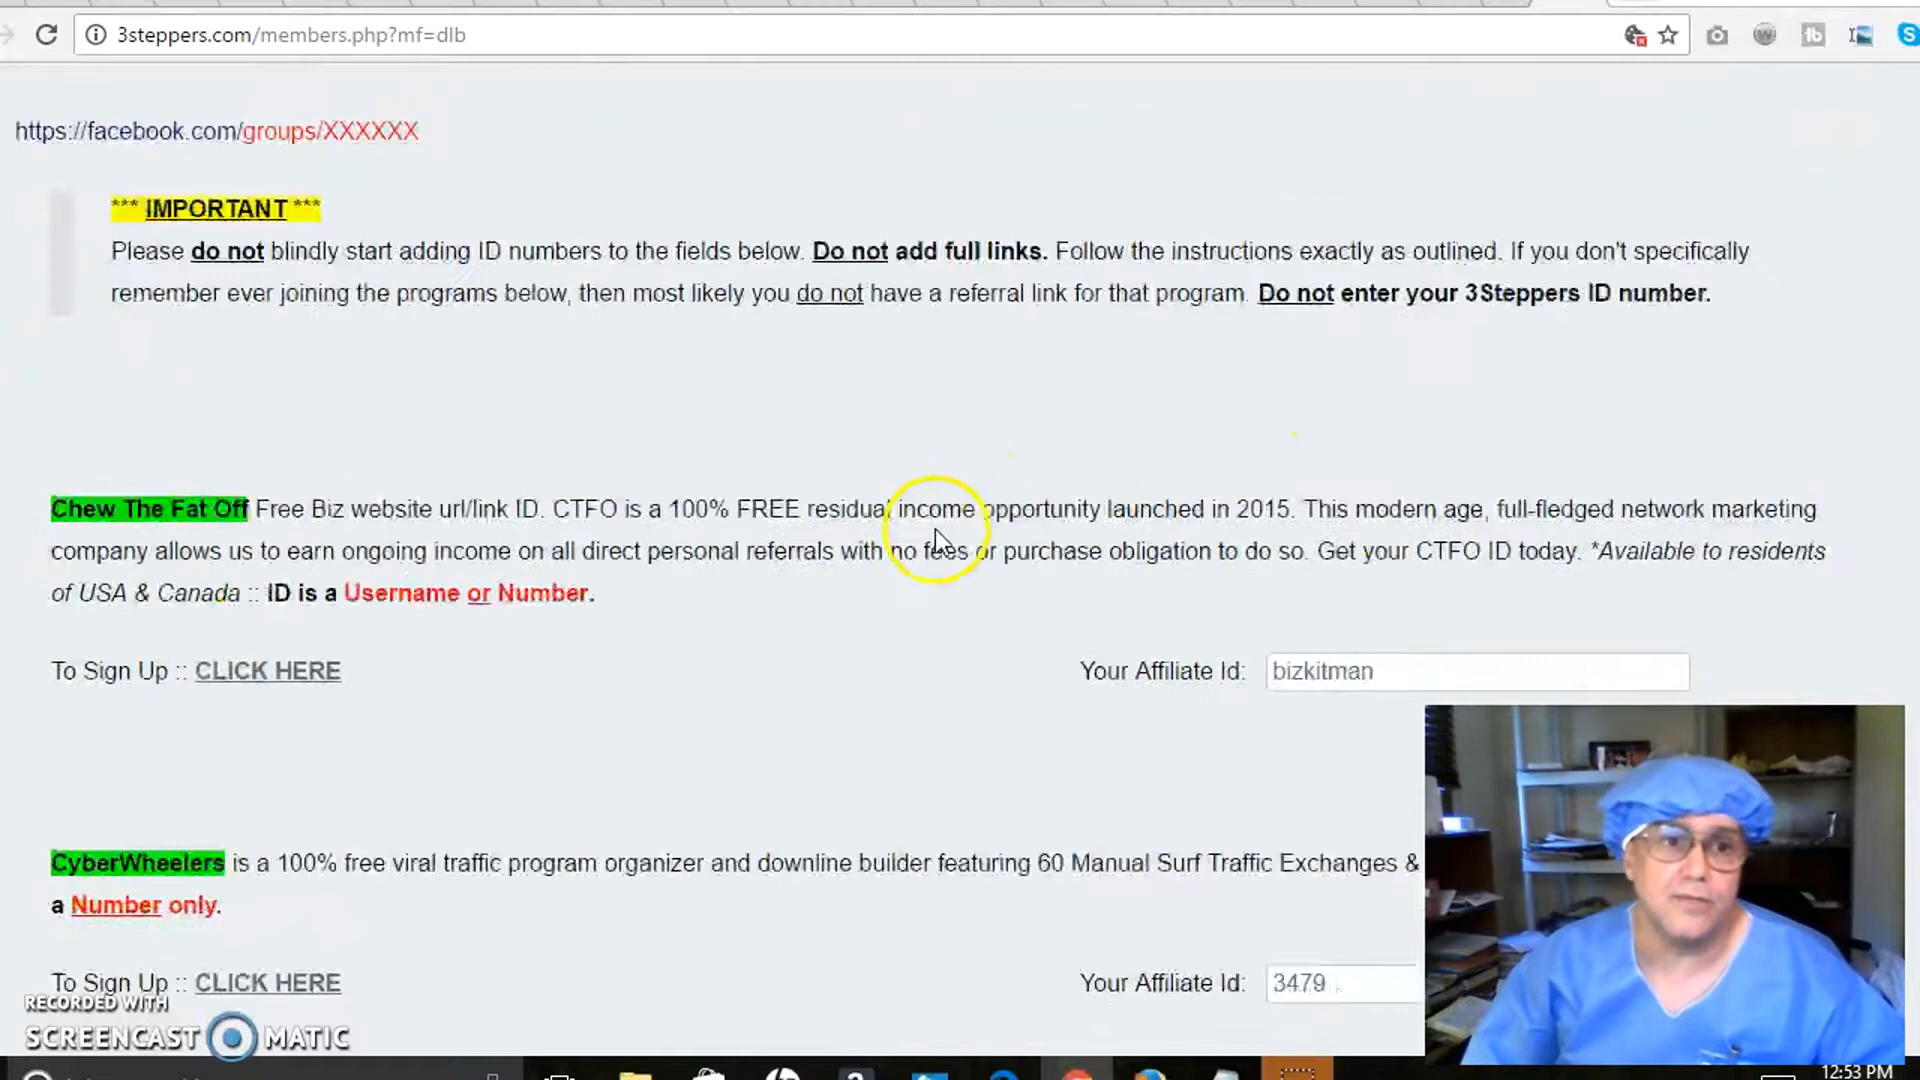 3steppers.com/members.php?mf=dlb
https://facebook.com/groups/XXXXXX
*** IMPORTANT ***
Please do not blindly start adding ID numbers to the fields below. Do not add full links. Follow the instructions exactly as outlined. If you don't specifically
remember ever joining the programs below, then most likely you do not have a referral link for that program. Do not enter your 3Steppers ID number.
Chew The Fat Off Free Biz website url/link ID. CTFO is a 100% FREE residual income opportunity launched in 2015. This modern age, full-fledged network marketing
company allows us to earn ongoing income on all direct personal referrals with no fees or purchase obligation to do so. Get your CTFO ID today. *Available to residents
of USA & Canada :: ID is a Username or Number.
To Sign Up :: CLICK HERE
Your Affiliate Id: bizkitman
CyberWheelers is a 100% free viral traffic program organizer and downline builder featuring 60 Manual Surf Traffic Exchanges &
a Number only.
To Sign Up :: CLICK HERE
Your Affiliate Id: 3479
RECORDED WITH
SCREENCAST MATIC
12:53 PM